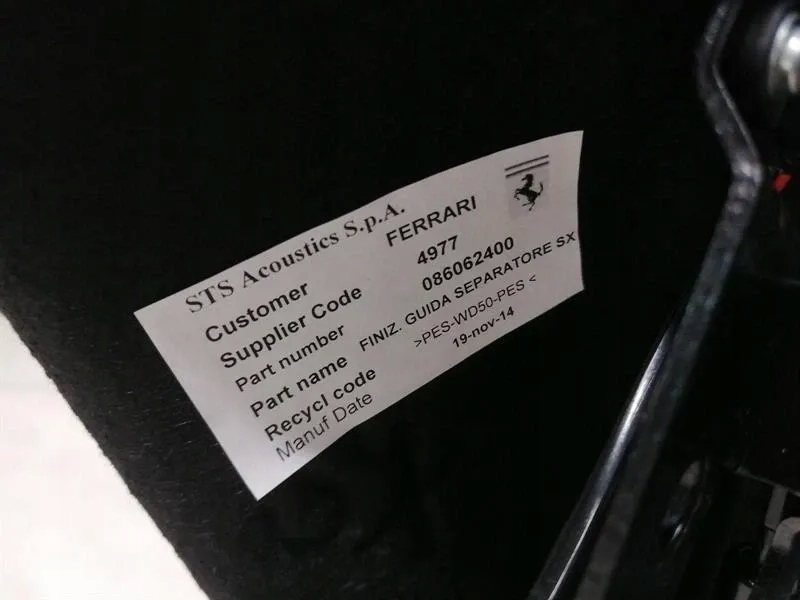 STS Acoustics S.p.A.
Customer FERRARI
Supplier Code 4977
Part number 086062400
Part name FINIZ. GUIDA SEPARATORE SX
Recycl code >PES-WD50-PES <
Manuf Date 19-nov-14